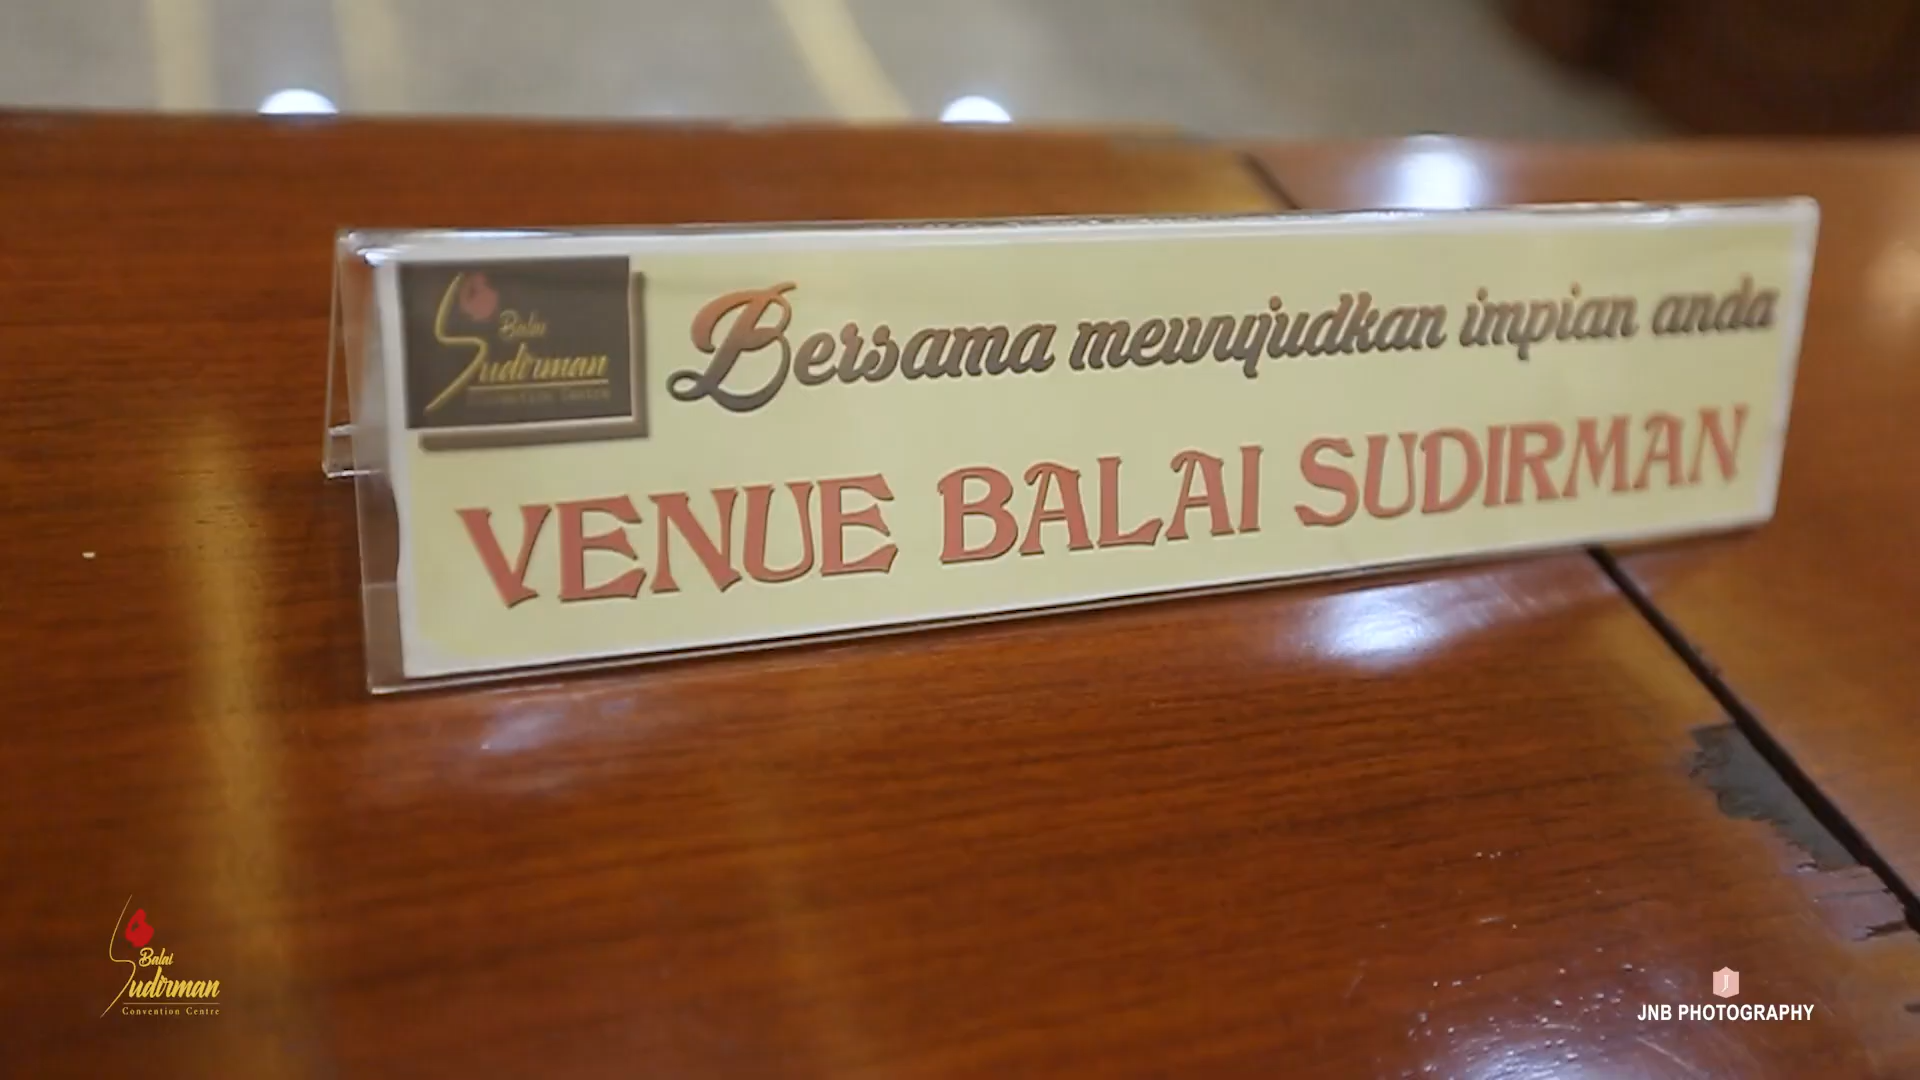 Balai
Sudirman
Bersama mewujudkan impian anda
VENUE BALAI SUDIRMAN
Balai
Sudirman
Convention Centre
J
JNB PHOTOGRAPHY